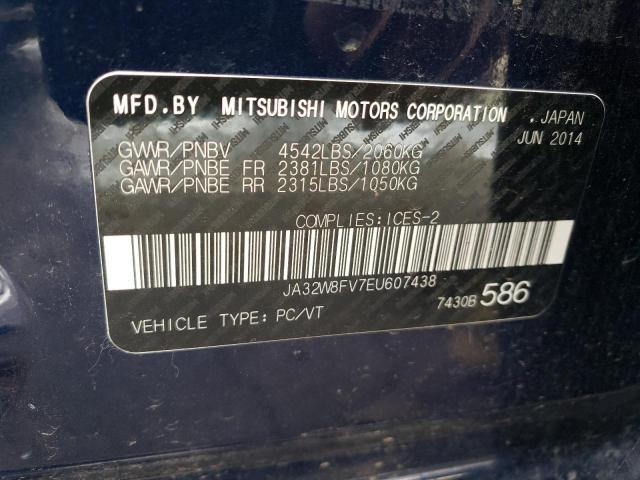 MFD.BY MITSUBISHI MOTORS CORPORATION . JAPAN
JUN 2014
GVWR/PNBV 4542LBS/2060KG
GAWR/PNBE FR 2381LBS/1080KG
GAWR/PNBE RR 2315LBS/1050KG
COMPLIES:ICES-2
JA32W8FV7EU607438
7430B 586
VEHICLE TYPE: PC/VT